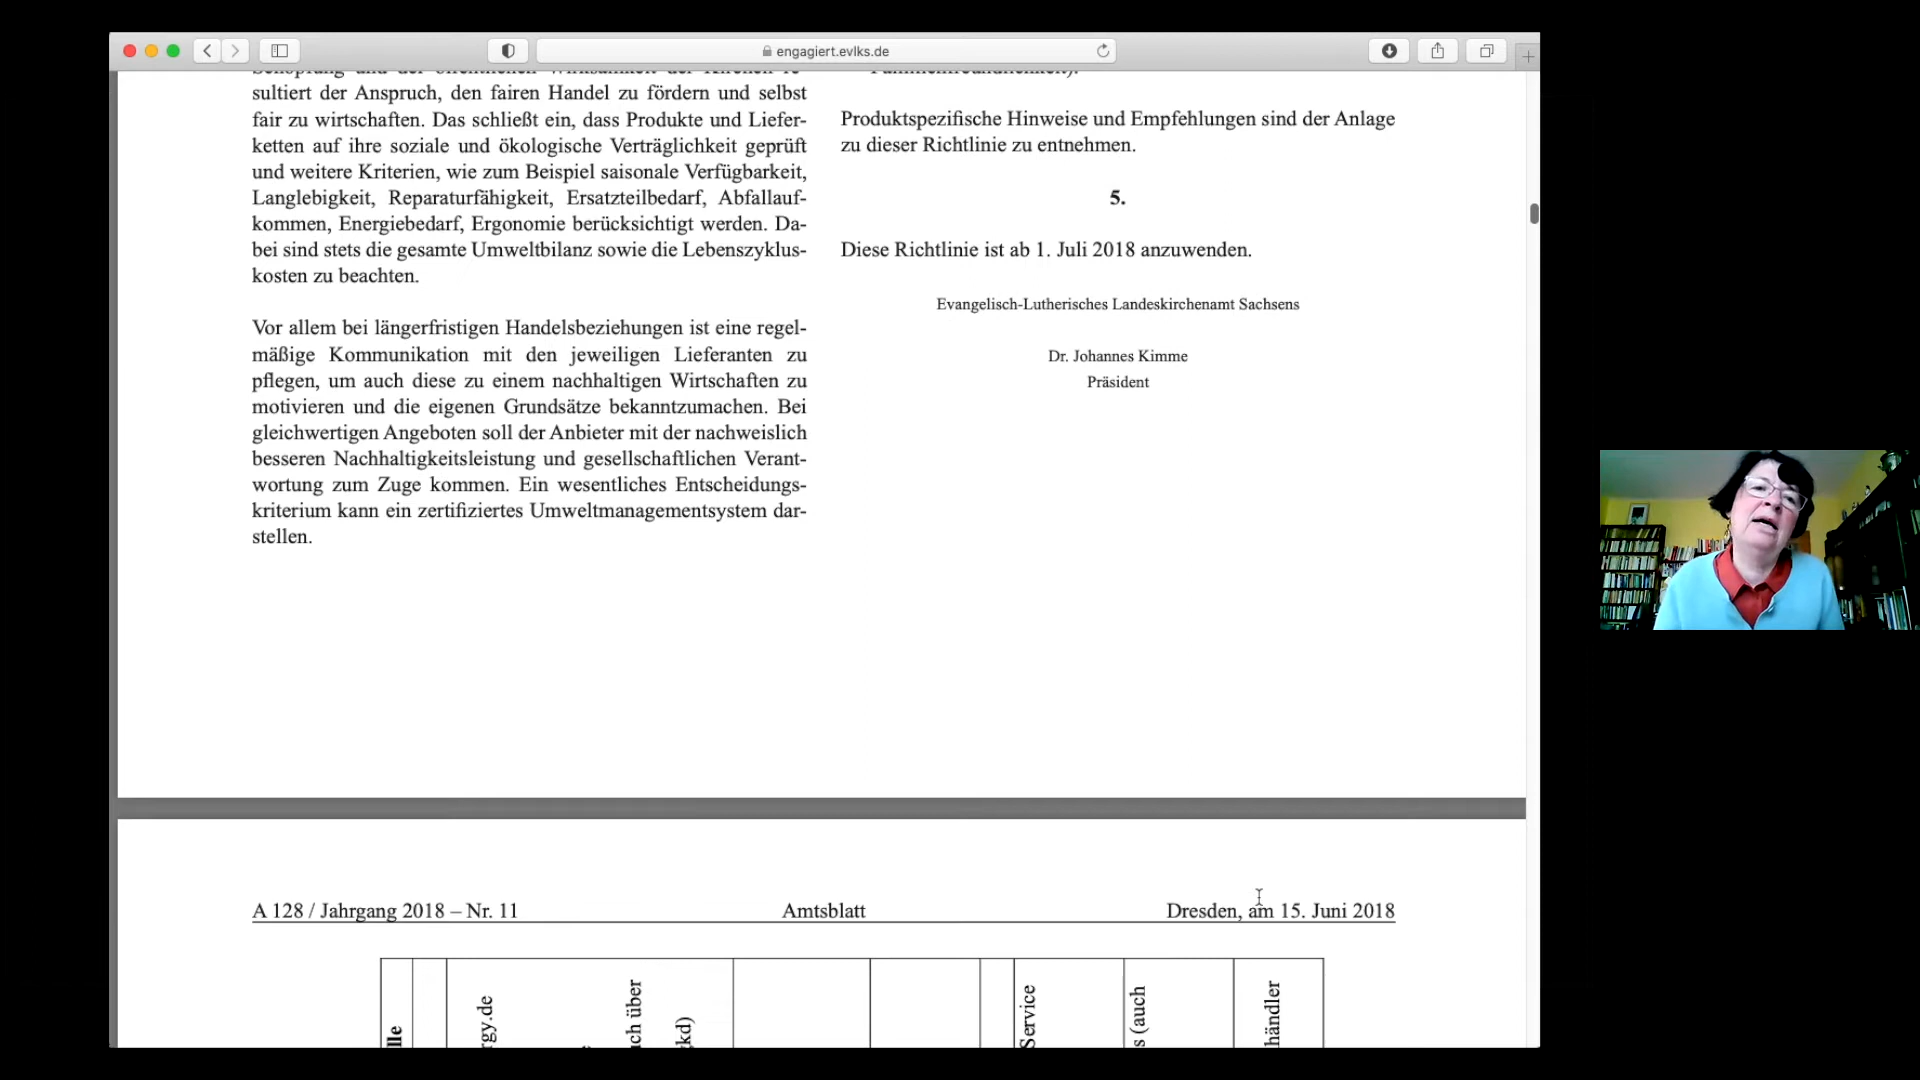 engagiert.evlks.de
sultiert der Anspruch, den fairen Handel zu fördern und selbst
fair zu wirtschaften. Das schließt ein, dass Produkte und Liefer-
ketten auf ihre soziale und ökologische Verträglichkeit geprüft
und weitere Kriterien, wie zum Beispiel saisonale Verfügbarkeit,
Langlebigkeit, Reparaturfähigkeit, Ersatzteilbedarf, Abfallauf-
kommen, Energiebedarf, Ergonomie berücksichtigt werden. Da-
bei sind stets die gesamte Umweltbilanz sowie die Lebenszyklus-
kosten zu beachten.
Vor allem bei längerfristigen Handelsbeziehungen ist eine regel-
mäßige Kommunikation mit den jeweiligen Lieferanten zu
pflegen, um auch diese zu einem nachhaltigen Wirtschaften zu
motivieren und die eigenen Grundsätze bekanntzumachen. Bei
gleichwertigen Angeboten soll der Anbieter mit der nachweislich
besseren Nachhaltigkeitsleistung und gesellschaftlichen Verant-
wortung zum Zuge kommen. Ein wesentliches Entscheidungs-
kriterium kann ein zertifiziertes Umweltmanagementsystem dar-
stellen.
Produktspezifische Hinweise und Empfehlungen sind der Anlage
zu dieser Richtlinie zu entnehmen.
5.
Diese Richtlinie ist ab 1. Juli 2018 anzuwenden.
Evangelisch-Lutherisches Landeskirchenamt Sachsens
Dr. Johannes Kimme
Präsident
A 128 / Jahrgang 2018 – Nr. 11 Amtsblatt Dresden, am 15. Juni 2018
lle
rgy.de
ch über
kd)
Service
s (auch
händler